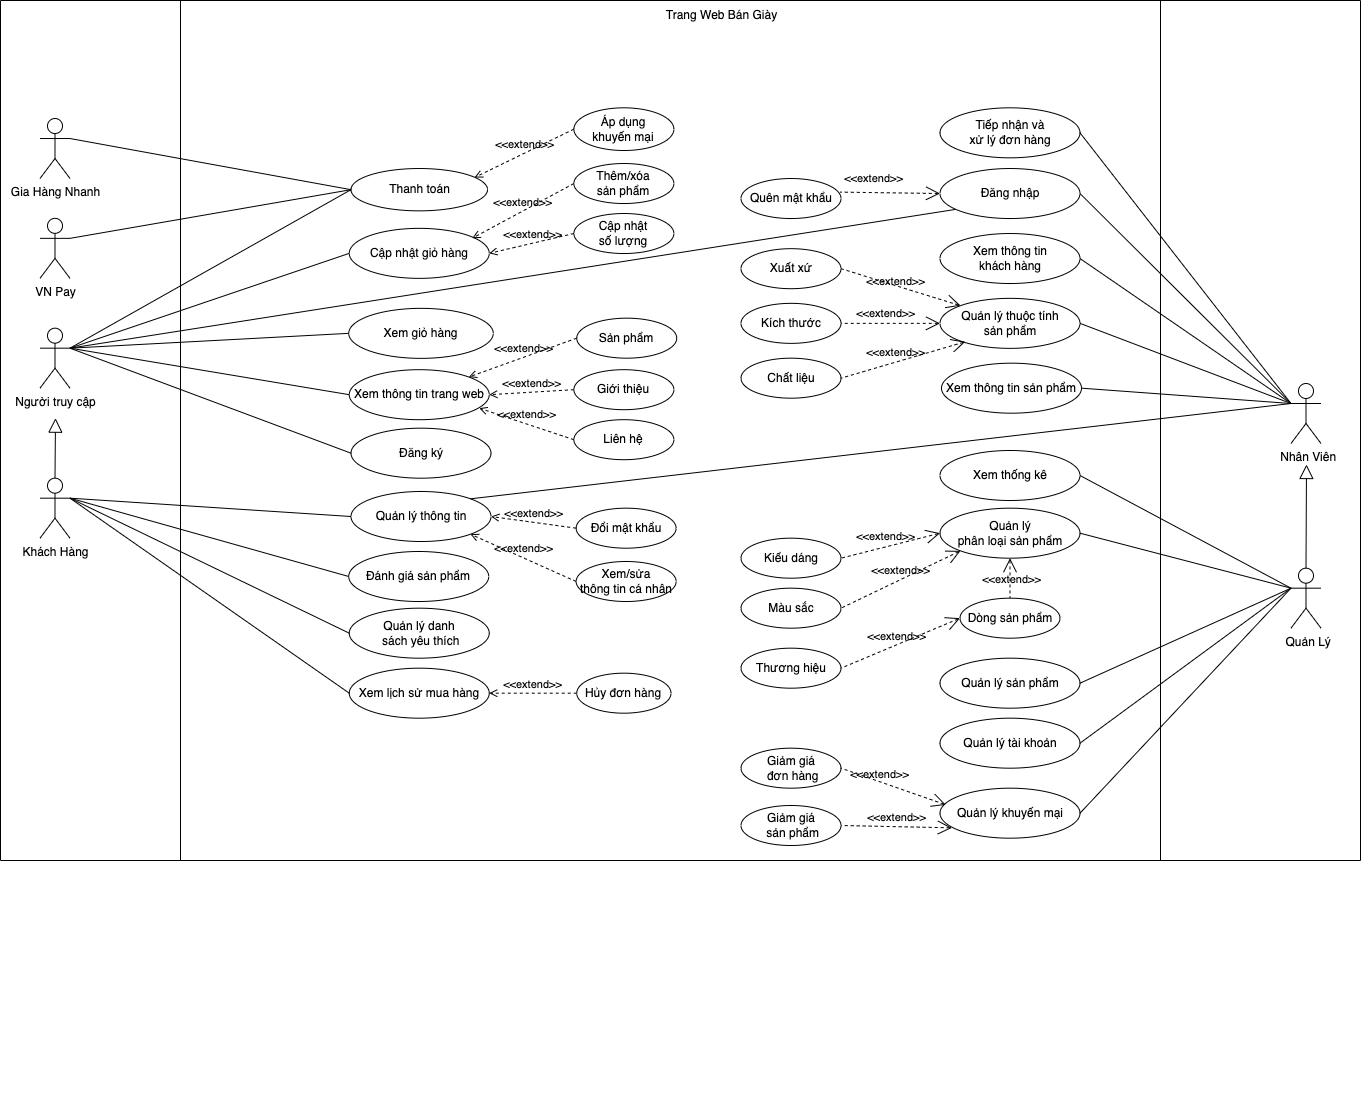 Trang Web Bán Giày
Gia Hàng Nhanh
VN Pay
Người truy cập
Khách Hàng
Thanh toán
<<extend>>
Áp dụng
khuyến mại
Cập nhật giỏ hàng
<<extend>>
Thêm/xóa
sản phẩm
<<extend>>
Cập nhật
số lượng
Xem giỏ hàng
Xem thông tin trang web
<<extend>>
Sản phẩm
<<extend>>
Giới thiệu
<<extend>>
Liên hệ
Đăng ký
Quản lý thông tin
<<extend>>
Đổi mật khẩu
<<extend>>
Xem/sửa
thông tin cá nhân
Đánh giá sản phẩm
Quản lý danh
sách yêu thích
Xem lịch sử mua hàng
<<extend>>
Hủy đơn hàng
Tiếp nhận và
xử lý đơn hàng
Quên mật khẩu
<<extend>>
Đăng nhập
Xem thông tin
khách hàng
Xuất xứ
<<extend>>
Kích thước
<<extend>>
Quản lý thuộc tính
sản phẩm
Chất liệu
<<extend>>
Xem thông tin sản phẩm
Nhân Viên
Xem thống kê
Kiểu dáng
<<extend>>
Quản lý
phân loại sản phẩm
Màu sắc
<<extend>>
<<extend>>
Dòng sản phẩm
Thương hiệu
<<extend>>
Quản Lý
Quản lý sản phẩm
Quản lý tài khoản
Giảm giá
đơn hàng
<<extend>>
Giảm giá
sản phẩm
<<extend>>
Quản lý khuyến mại